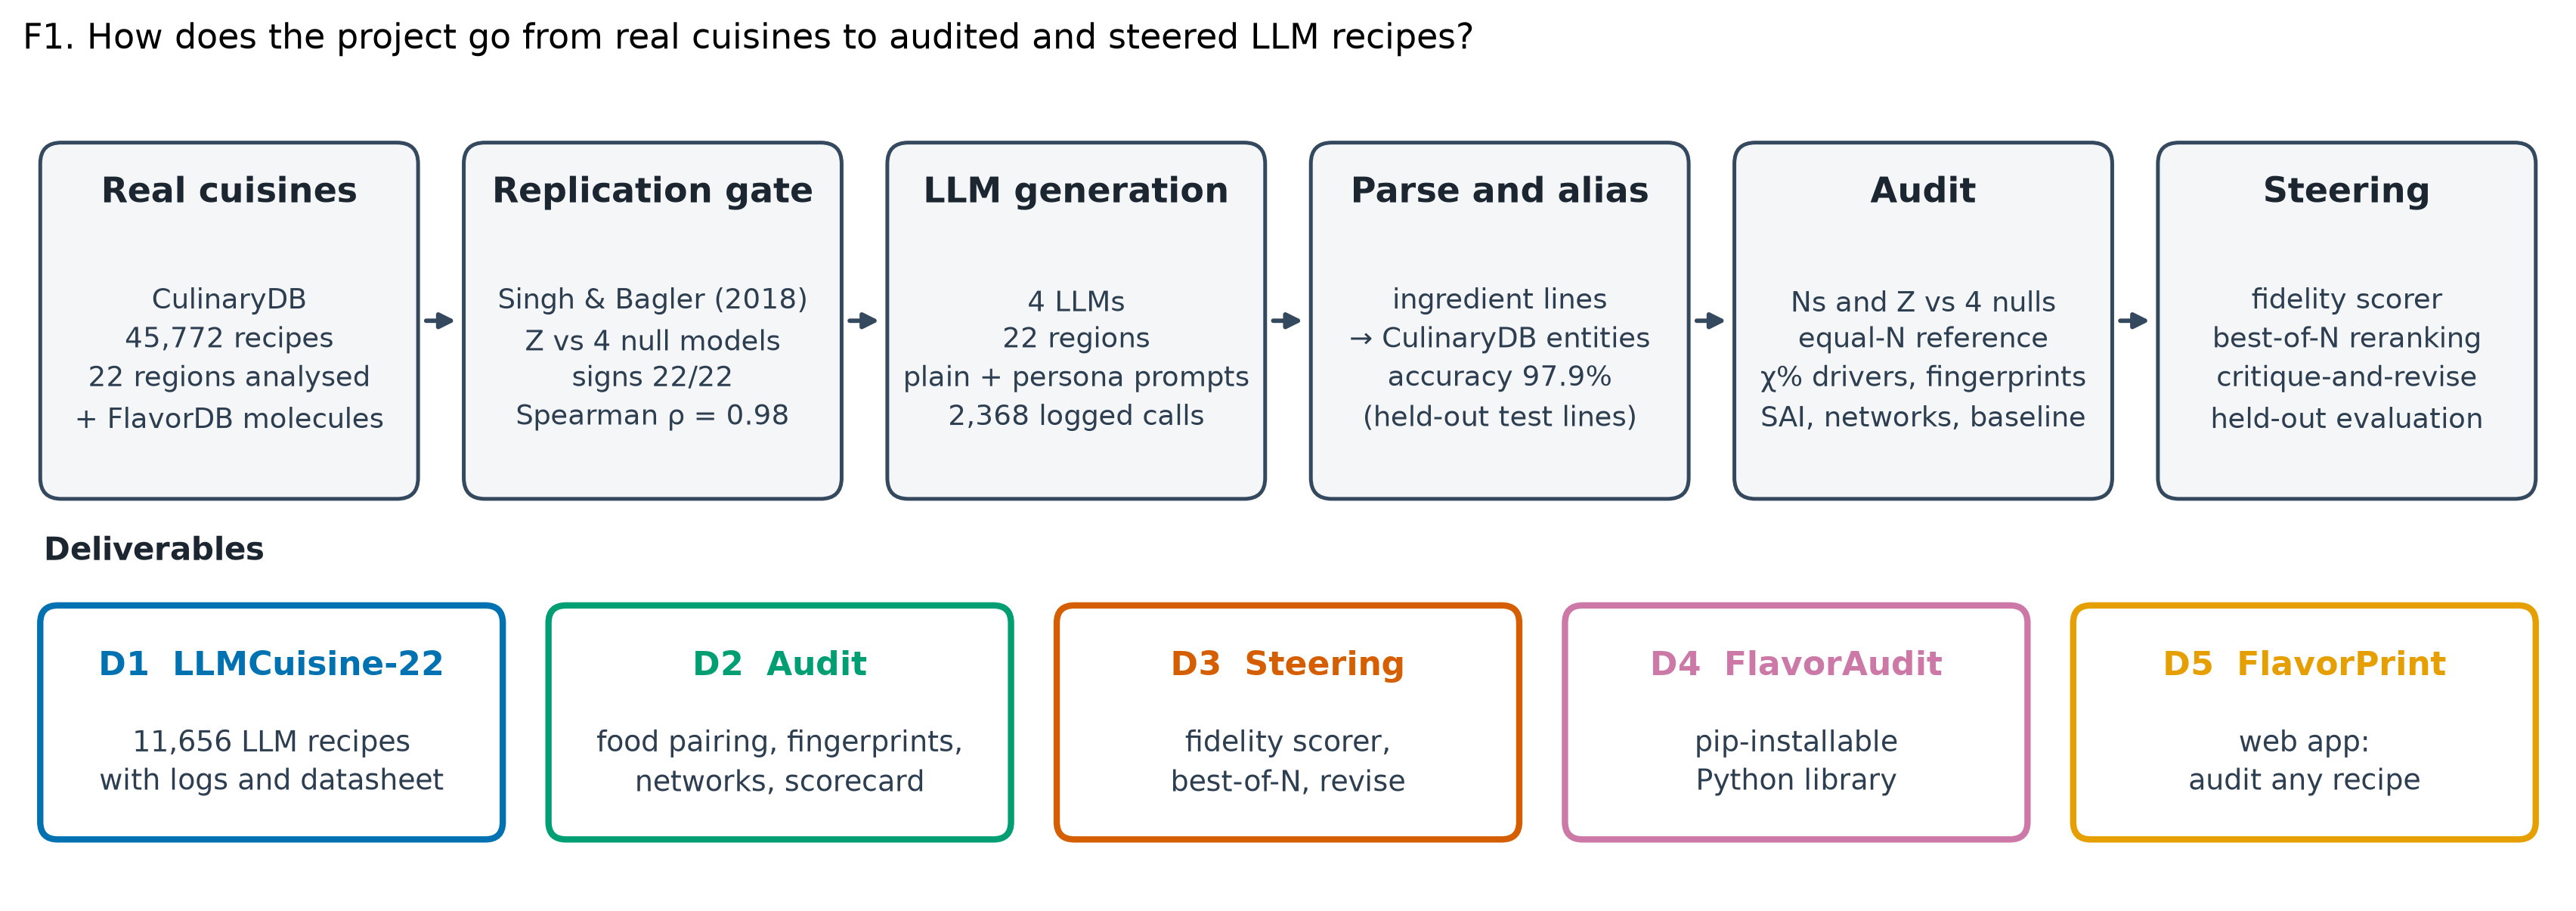 F1. How does the project go from real cuisines to audited and steered LLM recipes?
Real cuisines
CulinaryDB
45,772 recipes
22 regions analysed
+ FlavorDB molecules
Replication gate
Singh & Bagler (2018)
Z vs 4 null models
signs 22/22
Spearman ρ = 0.98
LLM generation
4 LLMs
22 regions
plain + persona prompts
2,368 logged calls
Parse and alias
ingredient lines
→ CulinaryDB entities
accuracy 97.9%
(held-out test lines)
Audit
Ns and Z vs 4 nulls
equal-N reference
χ% drivers, fingerprints
SAI, networks, baseline
Steering
fidelity scorer
best-of-N reranking
critique-and-revise
held-out evaluation
Deliverables
D1 LLMCuisine-22
11,656 LLM recipes
with logs and datasheet
D2 Audit
food pairing, fingerprints,
networks, scorecard
D3 Steering
fidelity scorer,
best-of-N, revise
D4 FlavorAudit
pip-installable
Python library
D5 FlavorPrint
web app:
audit any recipe